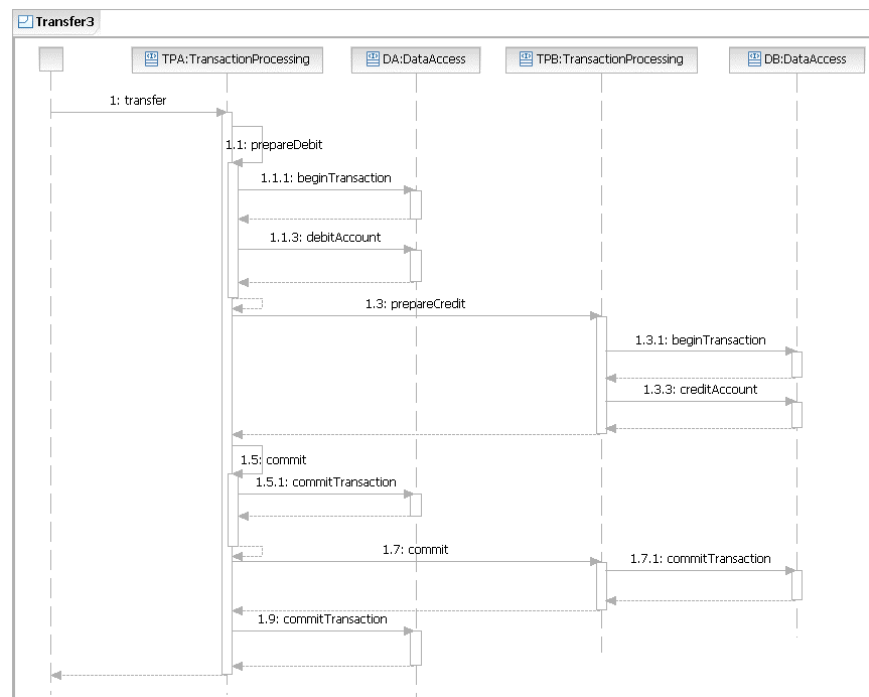 Transfer3
TPA:TransactionProcessing
DA:DataAccess
TPB:TransactionProcessing
DB:DataAccess
1: transfer
1.1: prepareDebit
1.1.1: beginTransaction
1.1.3: debitAccount
1.3: prepareCredit
1.3.1: beginTransaction
1.3.3: creditAccount
1.5: commit
1.5.1: commitTransaction
1.7: commit
1.7.1: commitTransaction
1.9: commitTransaction